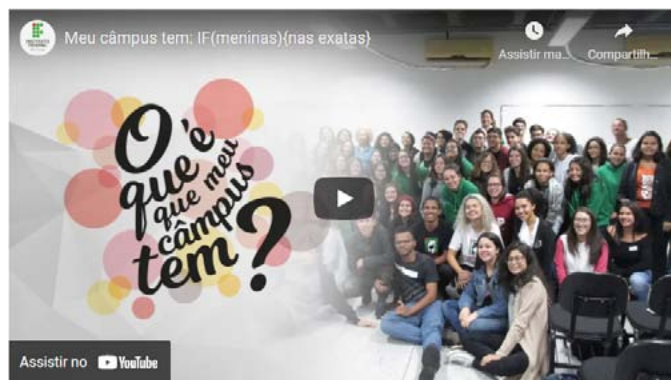 Meu câmpus tem: IF(meninas){nas exatas}
Assistir ma...
Compartilh...
O é
que
que meu
câmpus
tem?
Assistir no YouTube